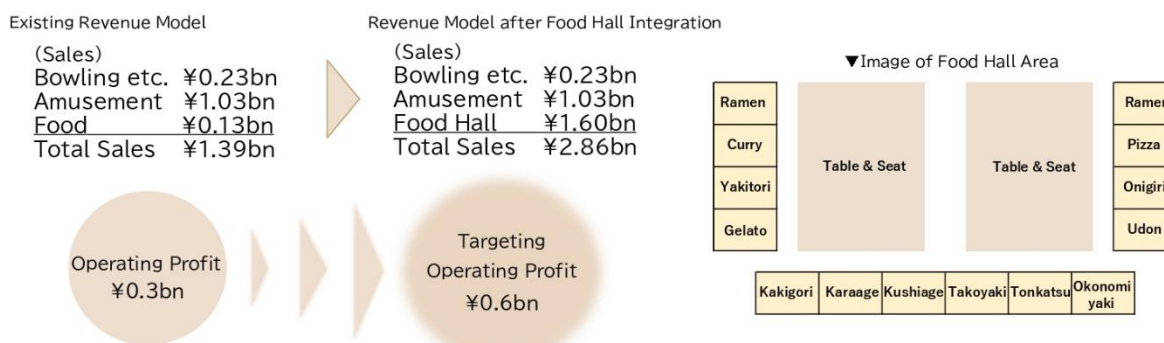 Existing Revenue Model
(Sales)
Bowling etc. ¥0.23bn
Amusement ¥1.03bn
Food ¥0.13bn
Total Sales ¥1.39bn
Operating Profit
¥0.3bn
Revenue Model after Food Hall Integration
(Sales)
Bowling etc. ¥0.23bn
Amusement ¥1.03bn
Food Hall ¥1.60bn
Total Sales ¥2.86bn
Targeting
Operating Profit
¥0.6bn
▼Image of Food Hall Area
Ramen
Curry
Yakitori
Gelato
Table & Seat
Table & Seat
Ramen
Pizza
Onigiri
Udon
Kakigori Karaage Kushiage Takoyaki Tonkatsu Okonomi
yaki